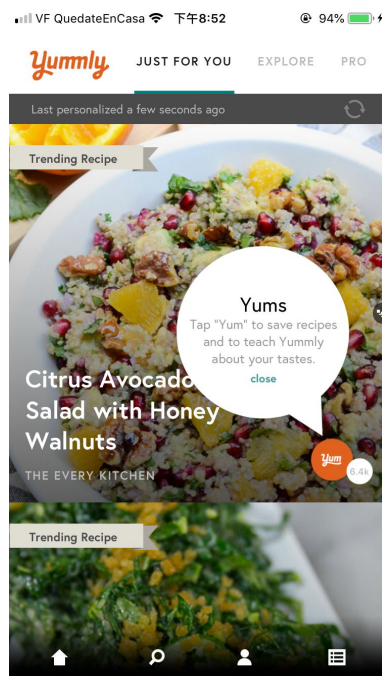 VF QuedateEnCasa 下午8:52 94%
Yummly JUST FOR YOU EXPLORE PRO
Last personalized a few seconds ago
Trending Recipe
Yums
Tap "Yum" to save recipes
and to teach Yummly
about your tastes.
close
Citrus Avocado
Salad with Honey
Walnuts
THE EVERY KITCHEN
Yum
6.4k
Trending Recipe